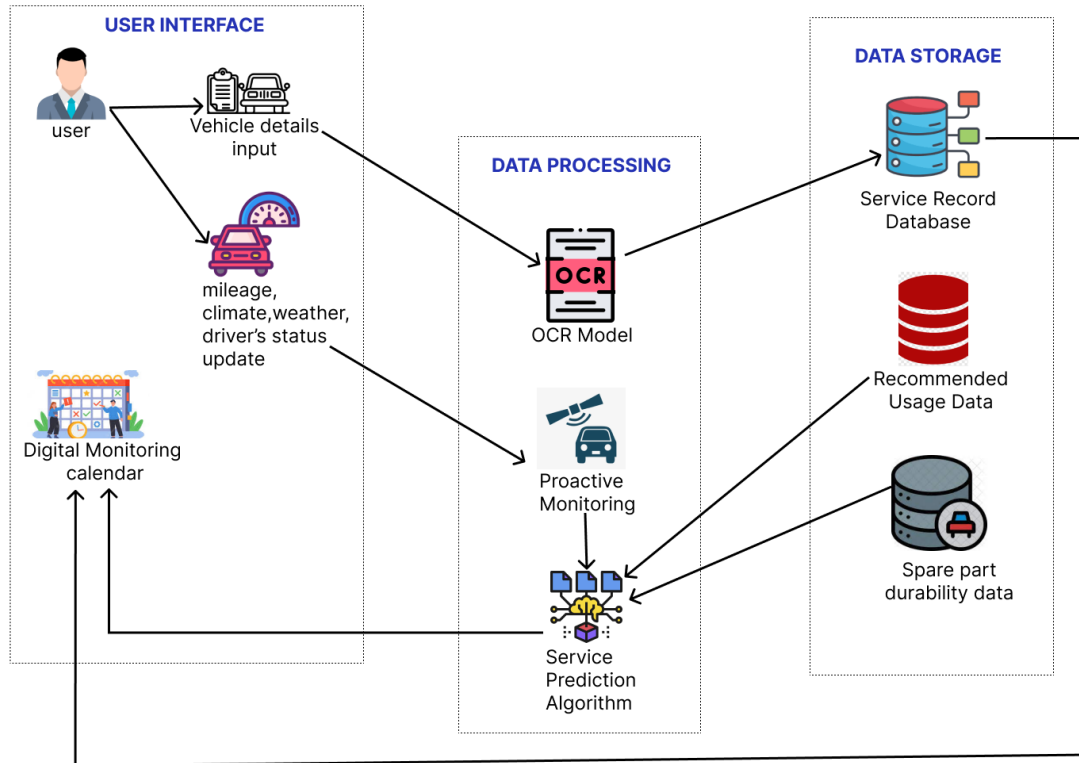 USER INTERFACE
user
Vehicle details
input
mileage,
climate,weather,
driver's status
update
Digital Monitoring
calendar
DATA PROCESSING
OCR
OCR Model
Proactive
Monitoring
Service
Prediction
Algorithm
DATA STORAGE
Service Record
Database
Recommended
Usage Data
Spare part
durability data